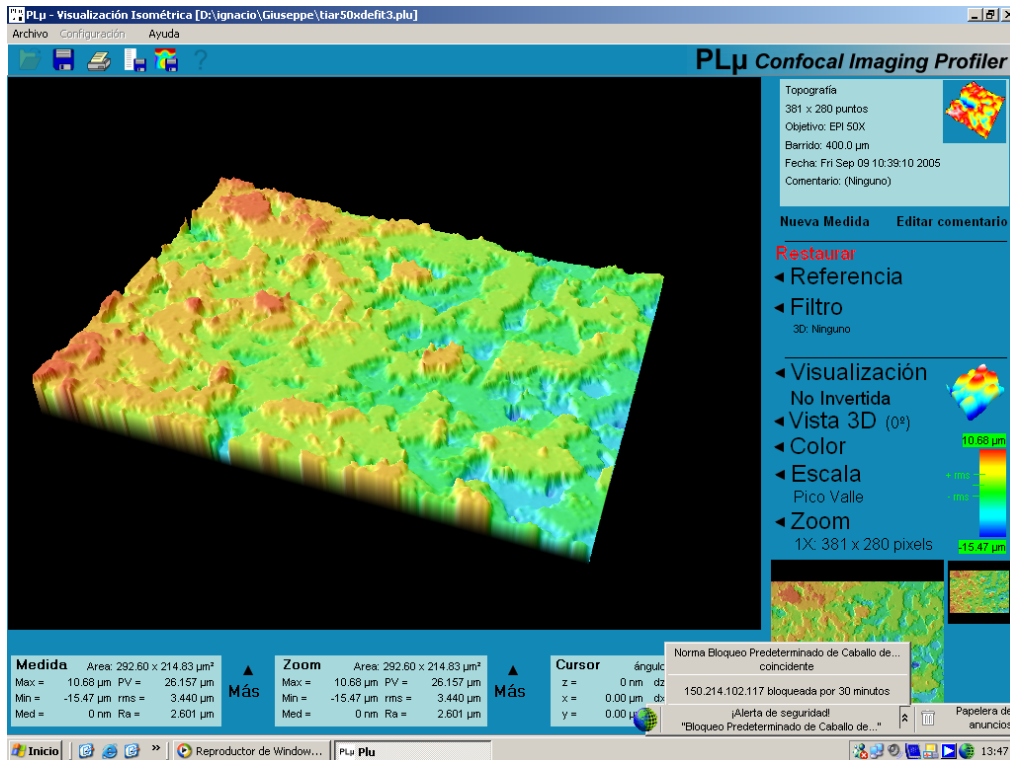 PLµ - Visualización Isométrica [D:\ignacio\Giuseppe\tiar50xdefit3.plu]
Archivo Configuración Ayuda
PLµ Confocal Imaging Profiler
Topografía
381 x 280 puntos
Objetivo: EPI 50X
Barrido: 400.0 µm
Fecha: Fri Sep 09 10:39:10 2005
Comentario: (Ninguno)
Nueva Medida Editar comentario
Restaurar
Referencia
Filtro
3D: Ninguno
Visualización
No Invertida
Vista 3D (0º)
Color
10.68 µm
Escala
+ rms
Pico Valle
- rms
Zoom
1X: 381 x 280 pixels
-15.47 µm
Medida Area: 292.60 x 214.83 µm²
Max = 10.68 µm PV = 26.157 µm
Min = -15.47 µm rms = 3.440 µm
Med = 0 nm Ra = 2.601 µm
Más
Zoom Area: 292.60 x 214.83 µm²
Max = 10.68 µm PV = 26.157 µm
Min = -15.47 µm rms = 3.440 µm
Med = 0 nm Ra = 2.601 µm
Más
Cursor ángulo
z = 0 nm dz
x = 0.00 µm dx
y = 0.00 µ
Norma Bloqueo Predeterminado de Caballo de...
coincidente
150.214.102.117 bloqueada por 30 minutos
¡Alerta de seguridad!
"Bloqueo Predeterminado de Caballo de..."
Papelera de
anuncios
Inicio » Reproductor de Window... PLµ Plu 13:47